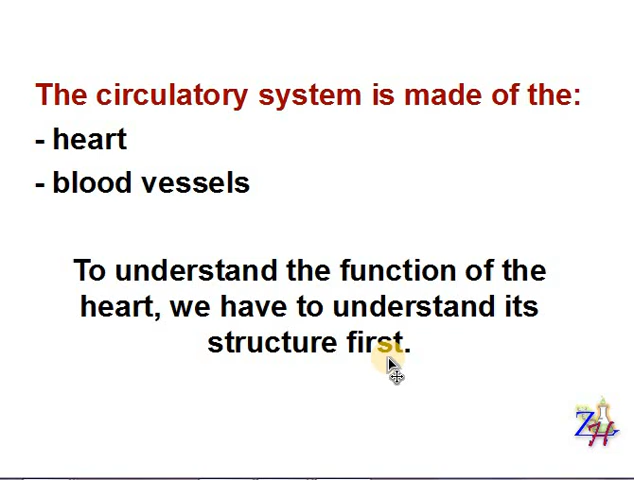 The circulatory system is made of the:
- heart
- blood vessels
To understand the function of the
heart, we have to understand its
structure first.
ZH